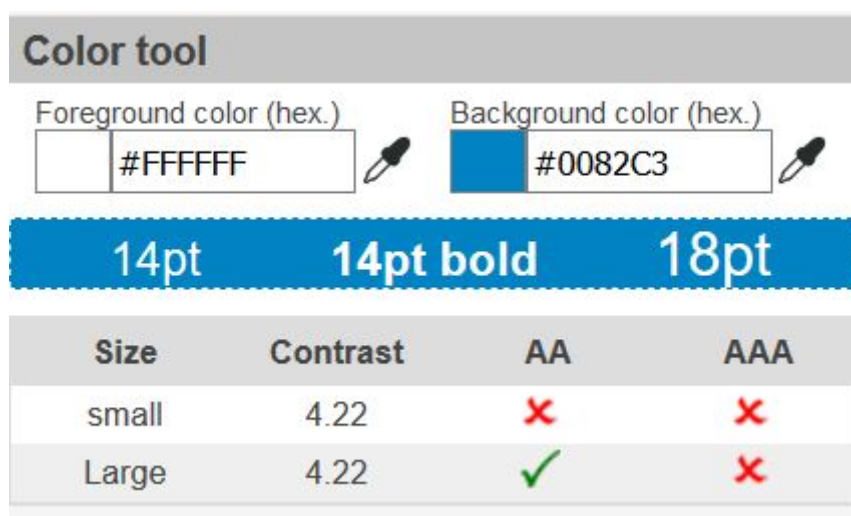 Color tool
Foreground color (hex.) Background color (hex.)
#FFFFFF #0082C3
14pt 14pt bold 18pt
Size Contrast AA AAA
small 4.22
Large 4.22